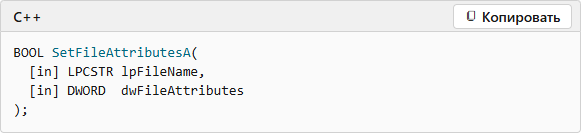 C++
Копировать
BOOL SetFileAttributesA(
  [in] LPCSTR lpFileName,
  [in] DWORD  dwFileAttributes
);